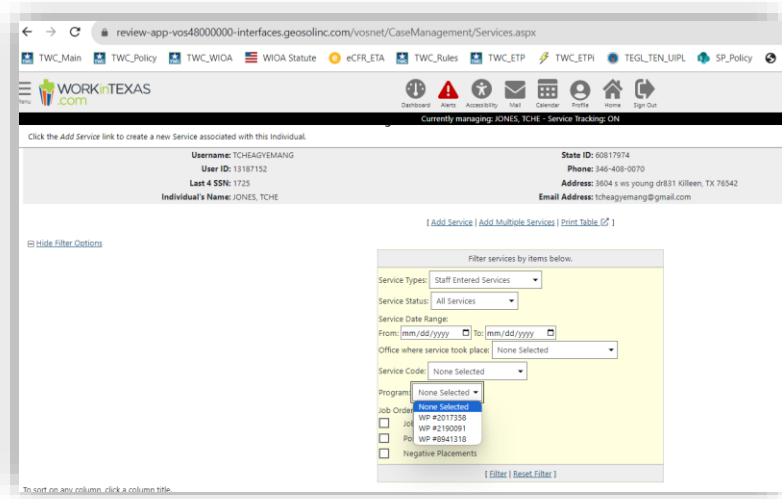 review-app-vos48000000-interfaces.geosolinc.com/vosnet/CaseManagement/Services.aspx
TWC_Main TWC_Policy TWC_WIOA WIOA Statute eCFR_ETA TWC_Rules TWC_ETP TWC_ETPi TEGL_TEN_UIPL SP_Policy
Menu WORKINTEXAS .com Dashboard Alerts Accessibility Mail Calendar Profile Home Sign Out
Currently managing: JONES, TCHE - Service Tracking: ON
Click the Add Service link to create a new Service associated with this Individual.
Username: TCHEAGYEMANG State ID: 60817974
User ID: 13187152 Phone: 346-408-0070
Last 4 SSN: 1725 Address: 3604 s ws young dr831 Killeen, TX 76542
Individual's Name: JONES, TCHE Email Address: tcheagyemang@gmail.com
[ Add Service | Add Multiple Services | Print Table ]
Hide Filter Options
Filter services by items below.
Service Types: Staff Entered Services
Service Status: All Services
Service Date Range:
From: mm/dd/yyyy To: mm/dd/yyyy
Office where service took place: None Selected
Service Code: None Selected
Program: None Selected
None Selected
Job Order
WP #2017358
WP #2190091
WP #8941318
Negative Placements
[ Filter | Reset Filter ]
To sort on any column, click a column title.